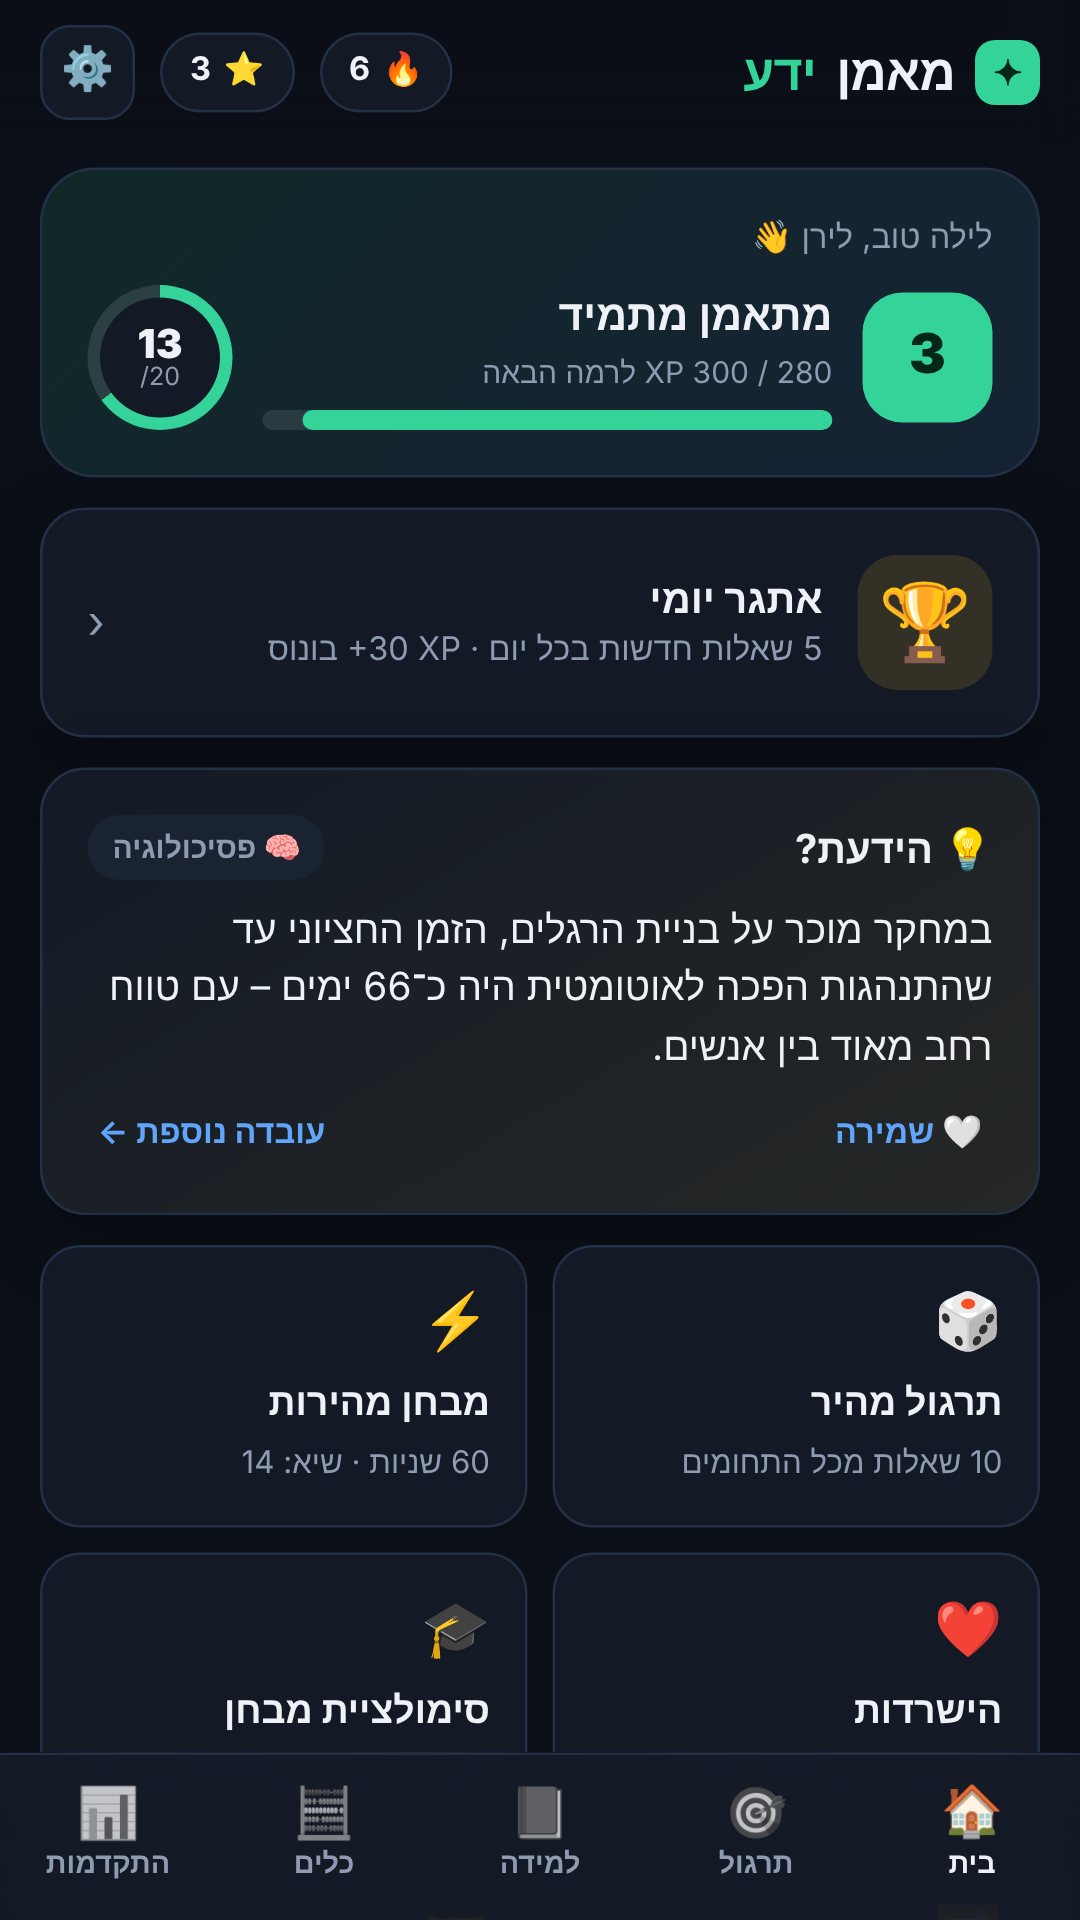 מאמן ידע
6
3
לילה טוב, לירן
3
מתאמן מתמיד
280 / 300 XP לרמה הבאה
13
/20
אתגר יומי
5 שאלות חדשות בכל יום · 30 XP+ בונוס
הידעת?
פסיכולוגיה
במחקר מוכר על בניית הרגלים, הזמן החציוני עד
שהתנהגות הפכה לאוטומטית היה כ־66 ימים – עם טווח
רחב מאוד בין אנשים.
שמירה
עובדה נוספת ←
תרגול מהיר
10 שאלות מכל התחומים
מבחן מהירות
60 שניות · שיא: 14
הישרדות
סימולציית מבחן
בית
תרגול
למידה
כלים
התקדמות